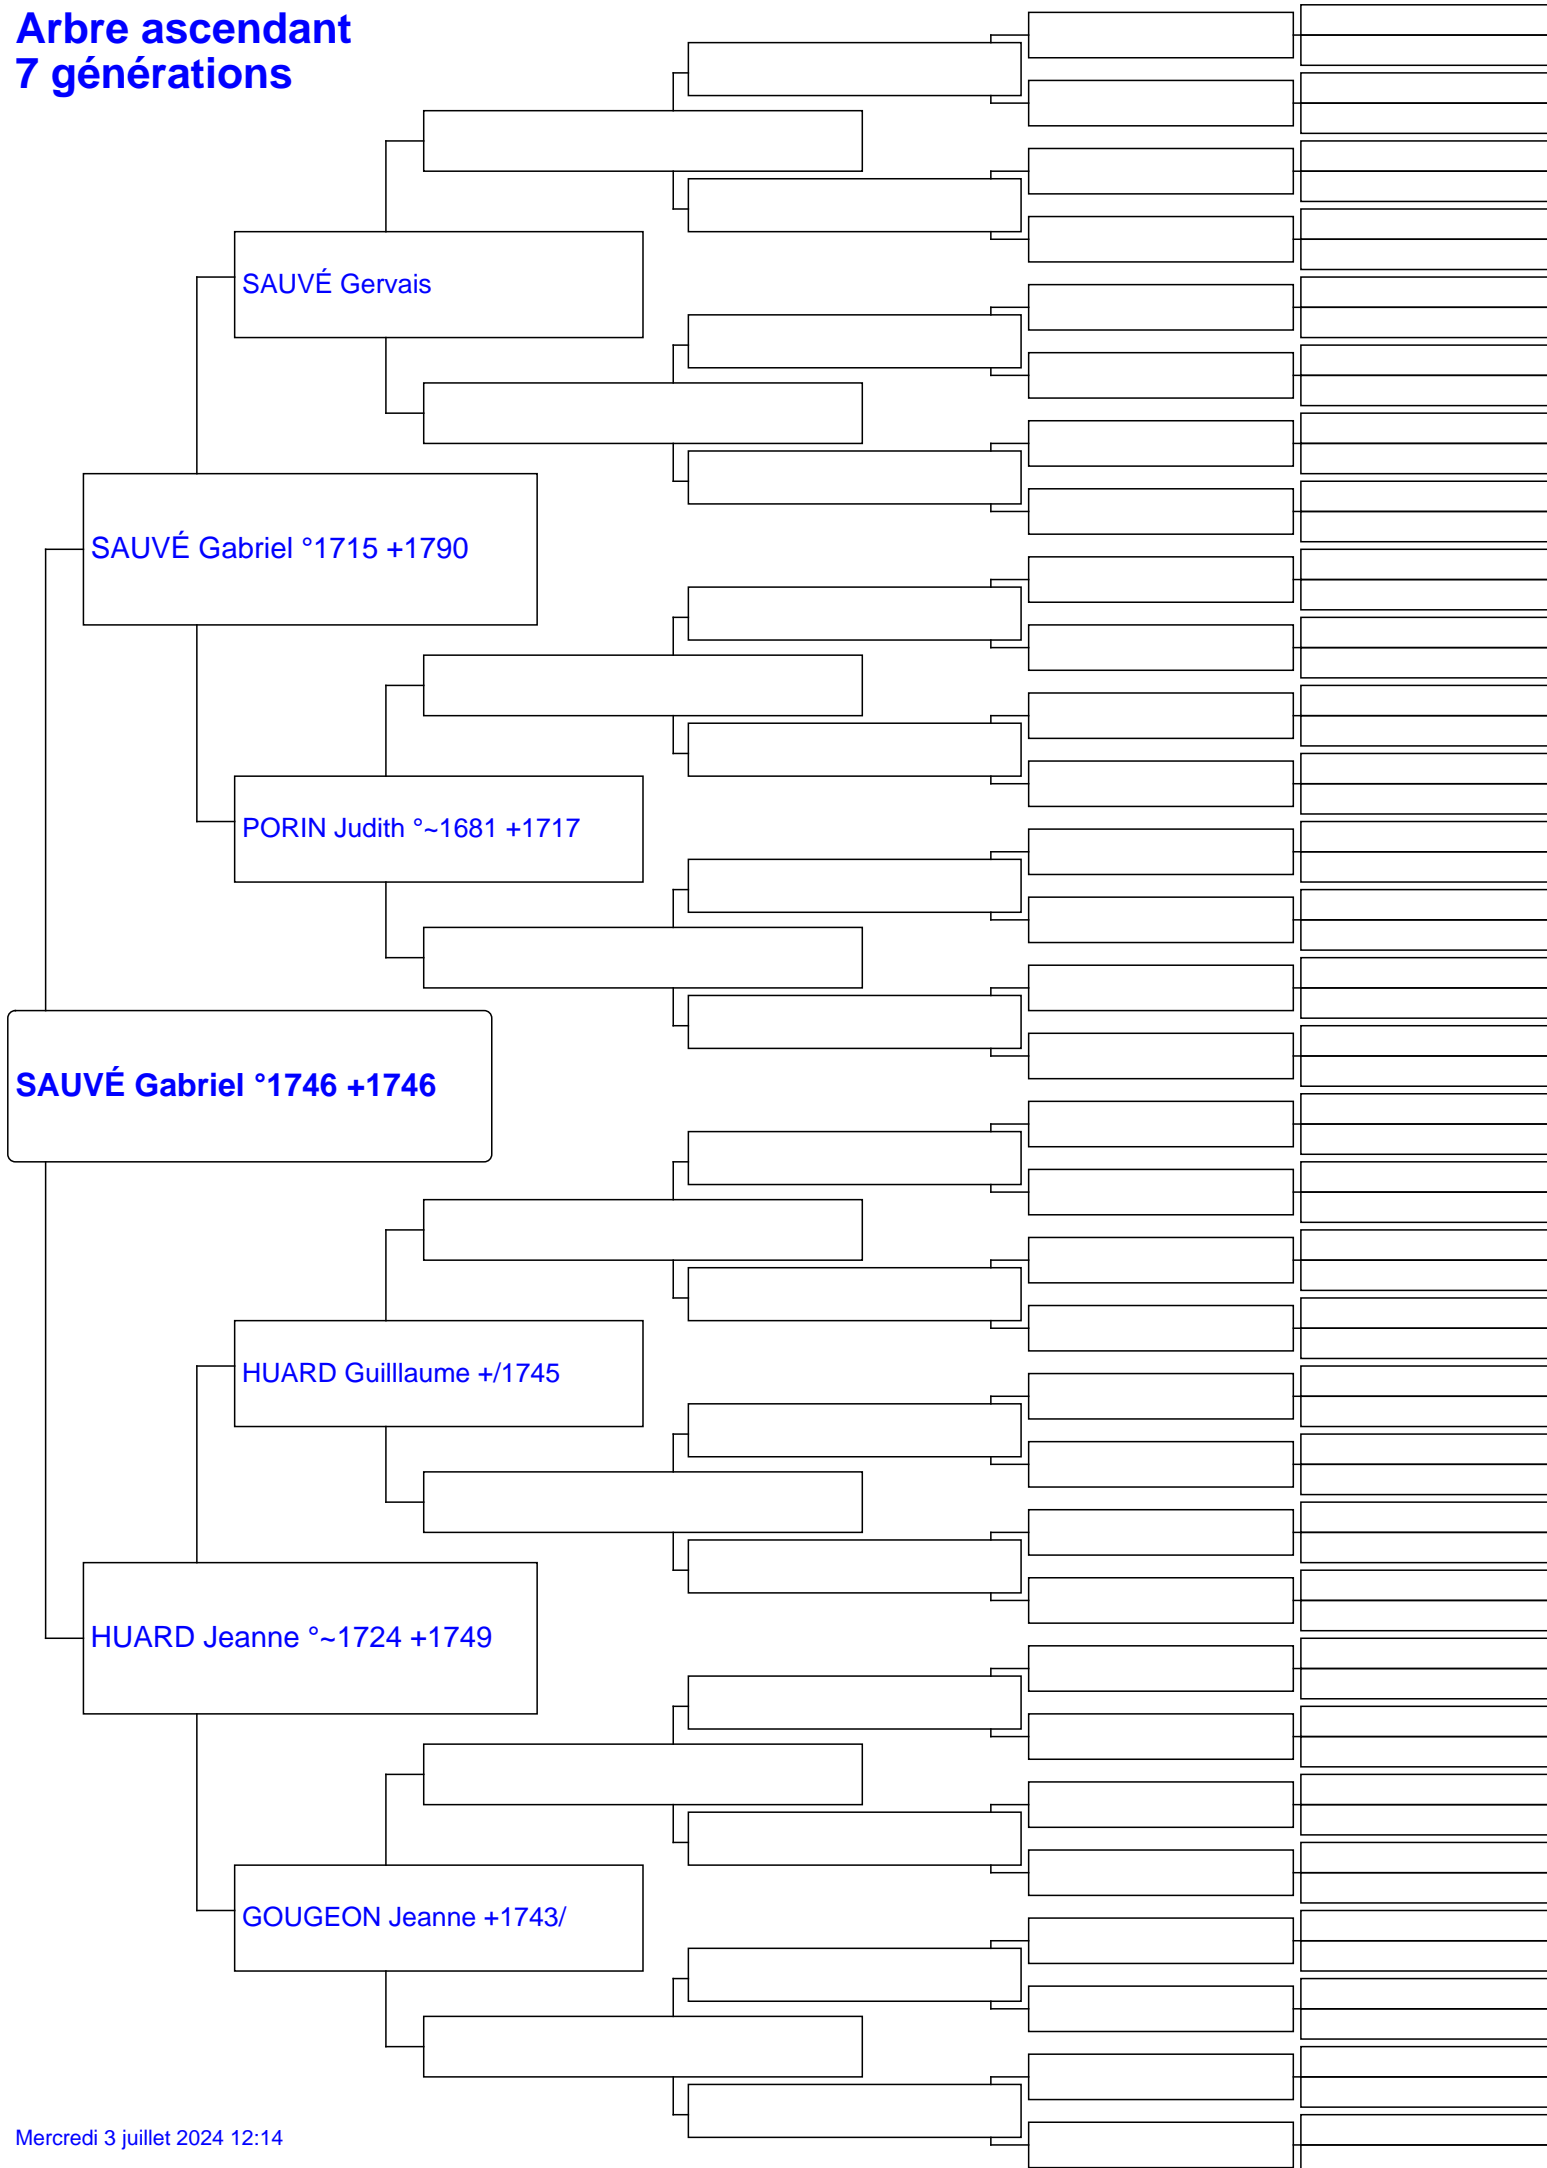 Arbre ascendant
7 générations
SAUVÉ Gervais
SAUVÉ Gabriel °1715 +1790
PORIN Judith °~1681 +1717
SAUVÉ Gabriel °1746 +1746
HUARD Guilllaume +/1745
HUARD Jeanne °~1724 +1749
GOUGEON Jeanne +1743/
Mercredi 3 juillet 2024 12:14